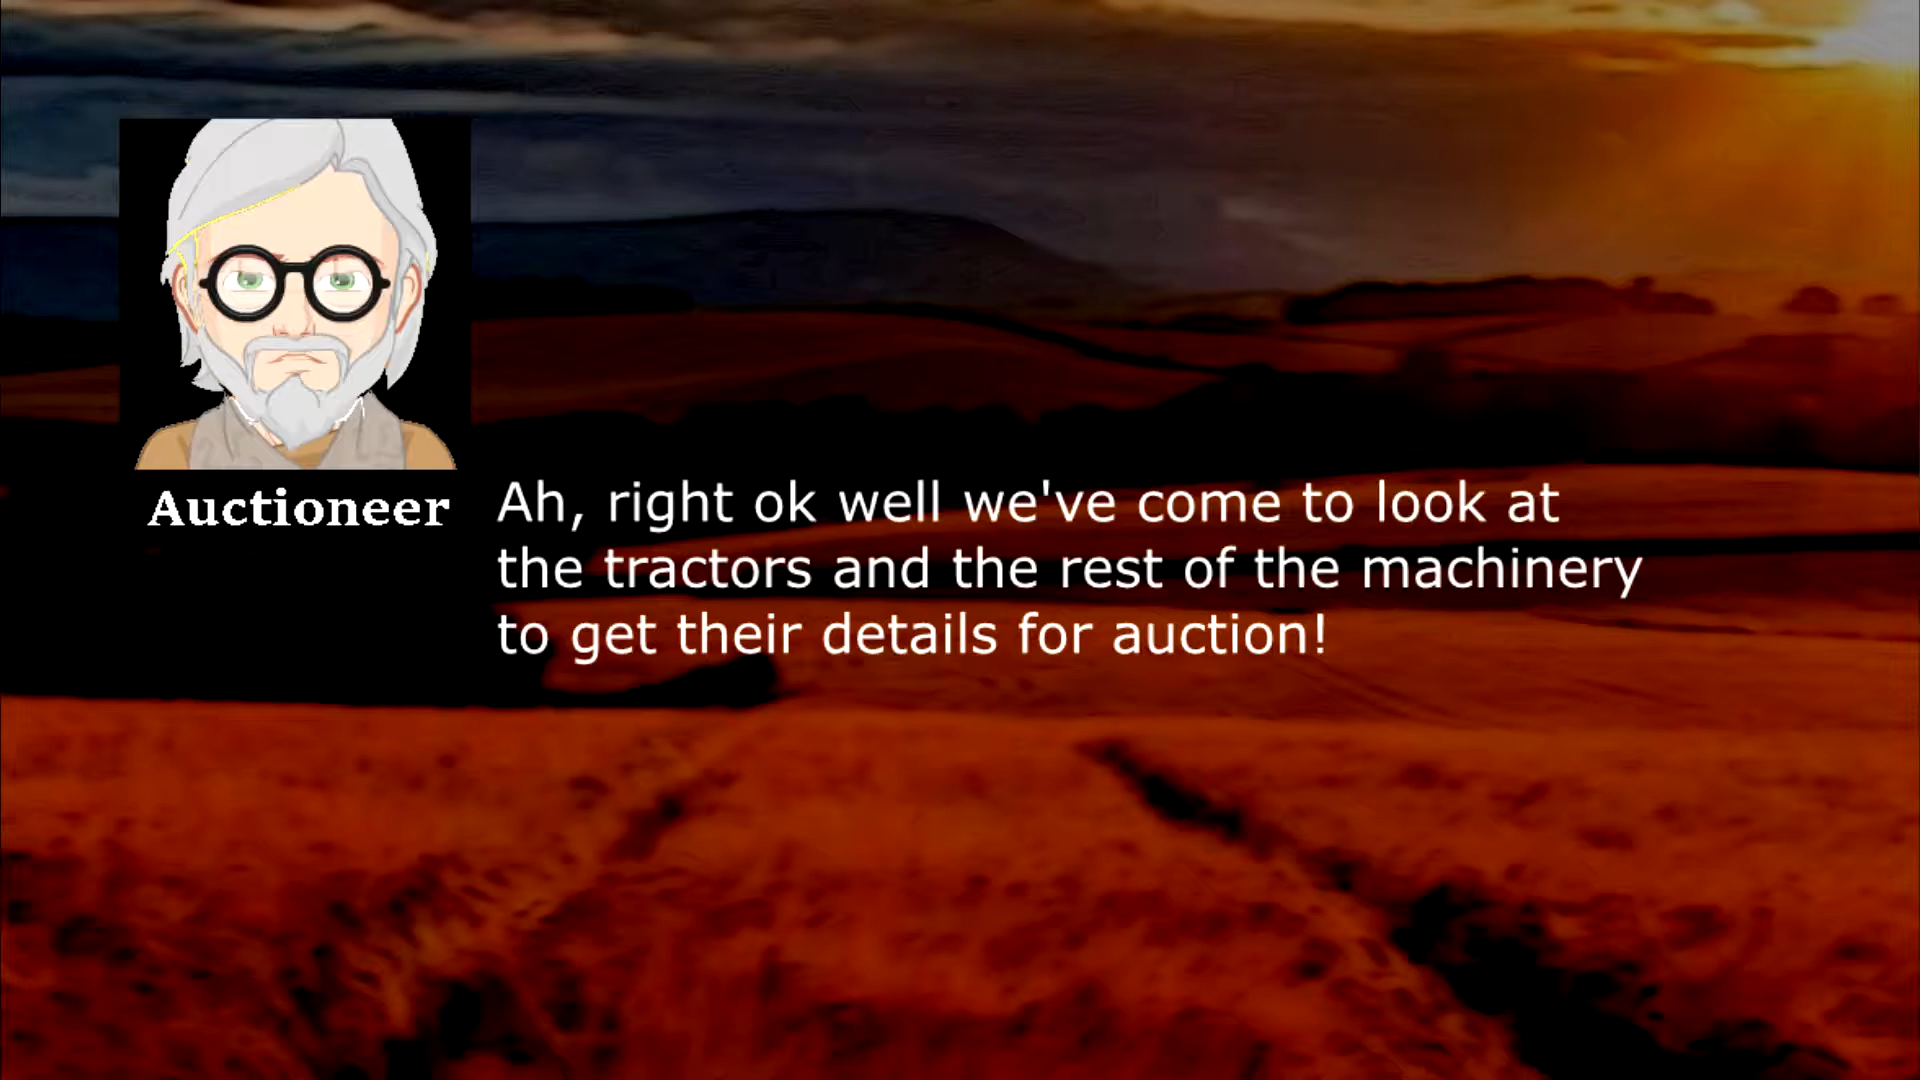 Auctioneer
Ah, right ok well we've come to look at
the tractors and the rest of the machinery
to get their details for auction!